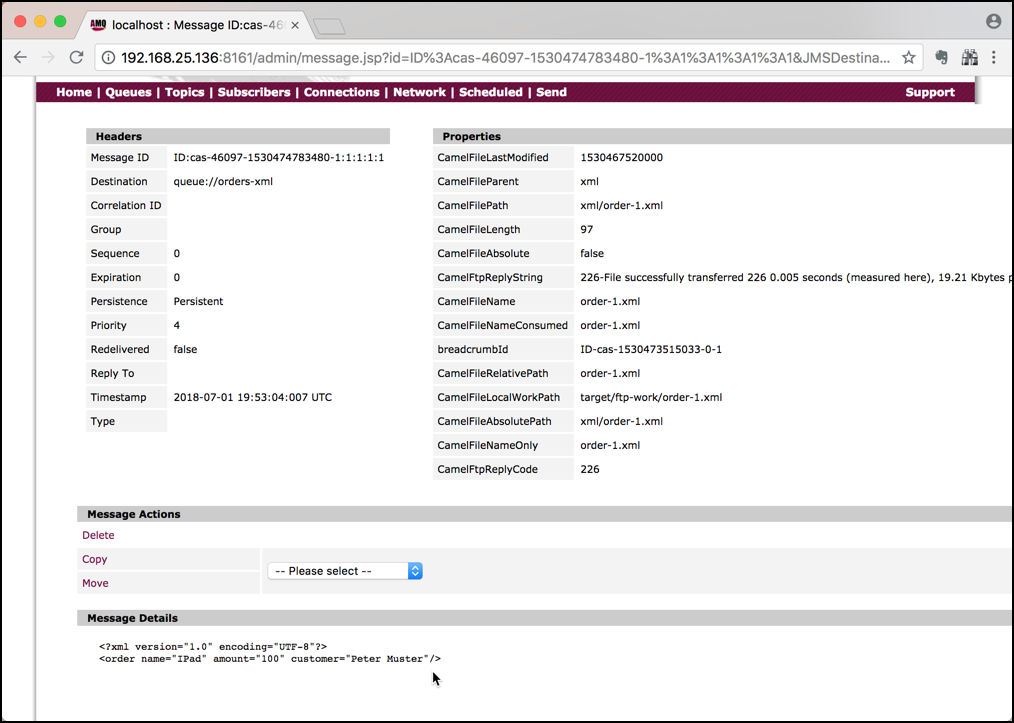 AMQ localhost : Message ID:cas-46
192.168.25.136:8161/admin/message.jsp?id=ID%3Acas-46097-1530474783480-1%3A1%3A1%3A1%3A1&JMSDestina...
Home | Queues | Topics | Subscribers | Connections | Network | Scheduled | Send Support
Headers
Message ID ID:cas-46097-1530474783480-1:1:1:1:1
Destination queue://orders-xml
Correlation ID
Group
Sequence 0
Expiration 0
Persistence Persistent
Priority 4
Redelivered false
Reply To
Timestamp 2018-07-01 19:53:04:007 UTC
Type
Properties
CamelFileLastModified 1530467520000
CamelFileParent xml
CamelFilePath xml/order-1.xml
CamelFileLength 97
CamelFileAbsolute false
CamelFtpReplyString 226-File successfully transferred 226 0.005 seconds (measured here), 19.21 Kbytes p
CamelFileName order-1.xml
CamelFileNameConsumed order-1.xml
breadcrumbId ID-cas-1530473515033-0-1
CamelFileRelativePath order-1.xml
CamelFileLocalWorkPath target/ftp-work/order-1.xml
CamelFileAbsolutePath xml/order-1.xml
CamelFileNameOnly order-1.xml
CamelFtpReplyCode 226
Message Actions
Delete
Copy
-- Please select --
Move
Message Details
<?xml version="1.0" encoding="UTF-8"?>
<order name="IPad" amount="100" customer="Peter Muster"/>